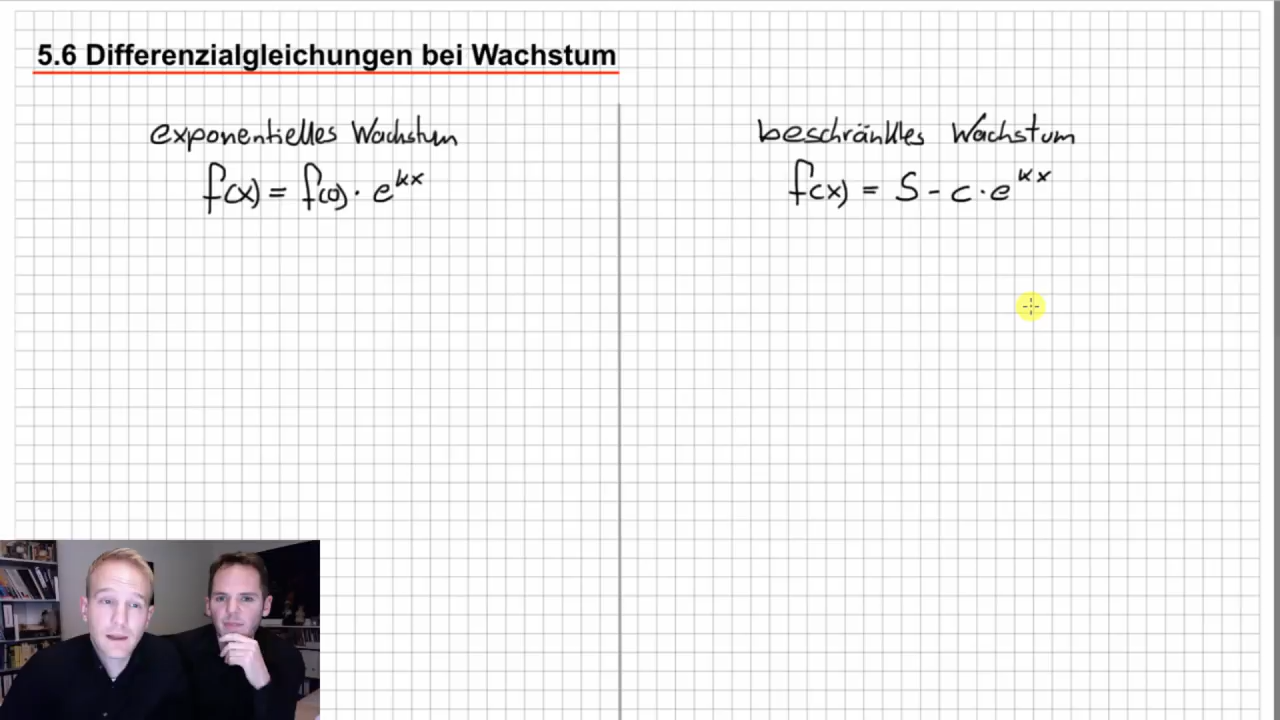 5.6 Differenzialgleichungen bei Wachstum
exponentielles Wachstum
f(x) = f(0) · e^kx
beschränktes Wachstum
f(x) = S - c · e^kx